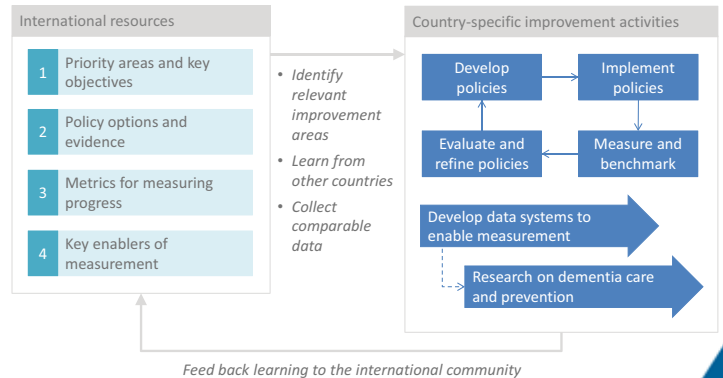 International resources
1 Priority areas and key
objectives
2 Policy options and
evidence
3 Metrics for measuring
progress
4 Key enablers of
measurement
• Identify
relevant
improvement
areas
• Learn from
other countries
• Collect
comparable
data
Country-specific improvement activities
Develop
policies
Implement
policies
Evaluate and
refine policies
Measure and
benchmark
Develop data systems to
enable measurement
Research on dementia care
and prevention
Feed back learning to the international community